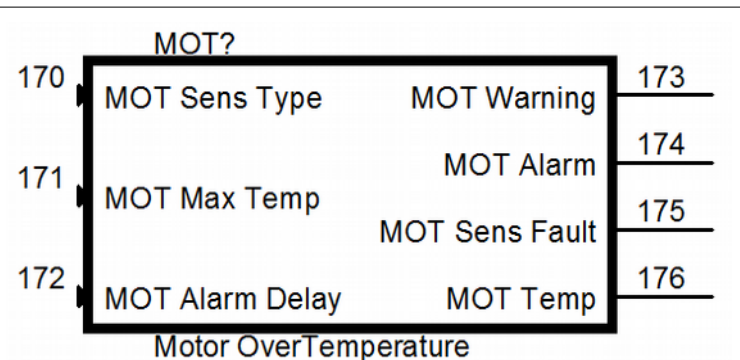 MOT?
170 MOT Sens Type MOT Warning 173
MOT Alarm 174
171 MOT Max Temp
MOT Sens Fault 175
172 MOT Alarm Delay MOT Temp 176
Motor OverTemperature